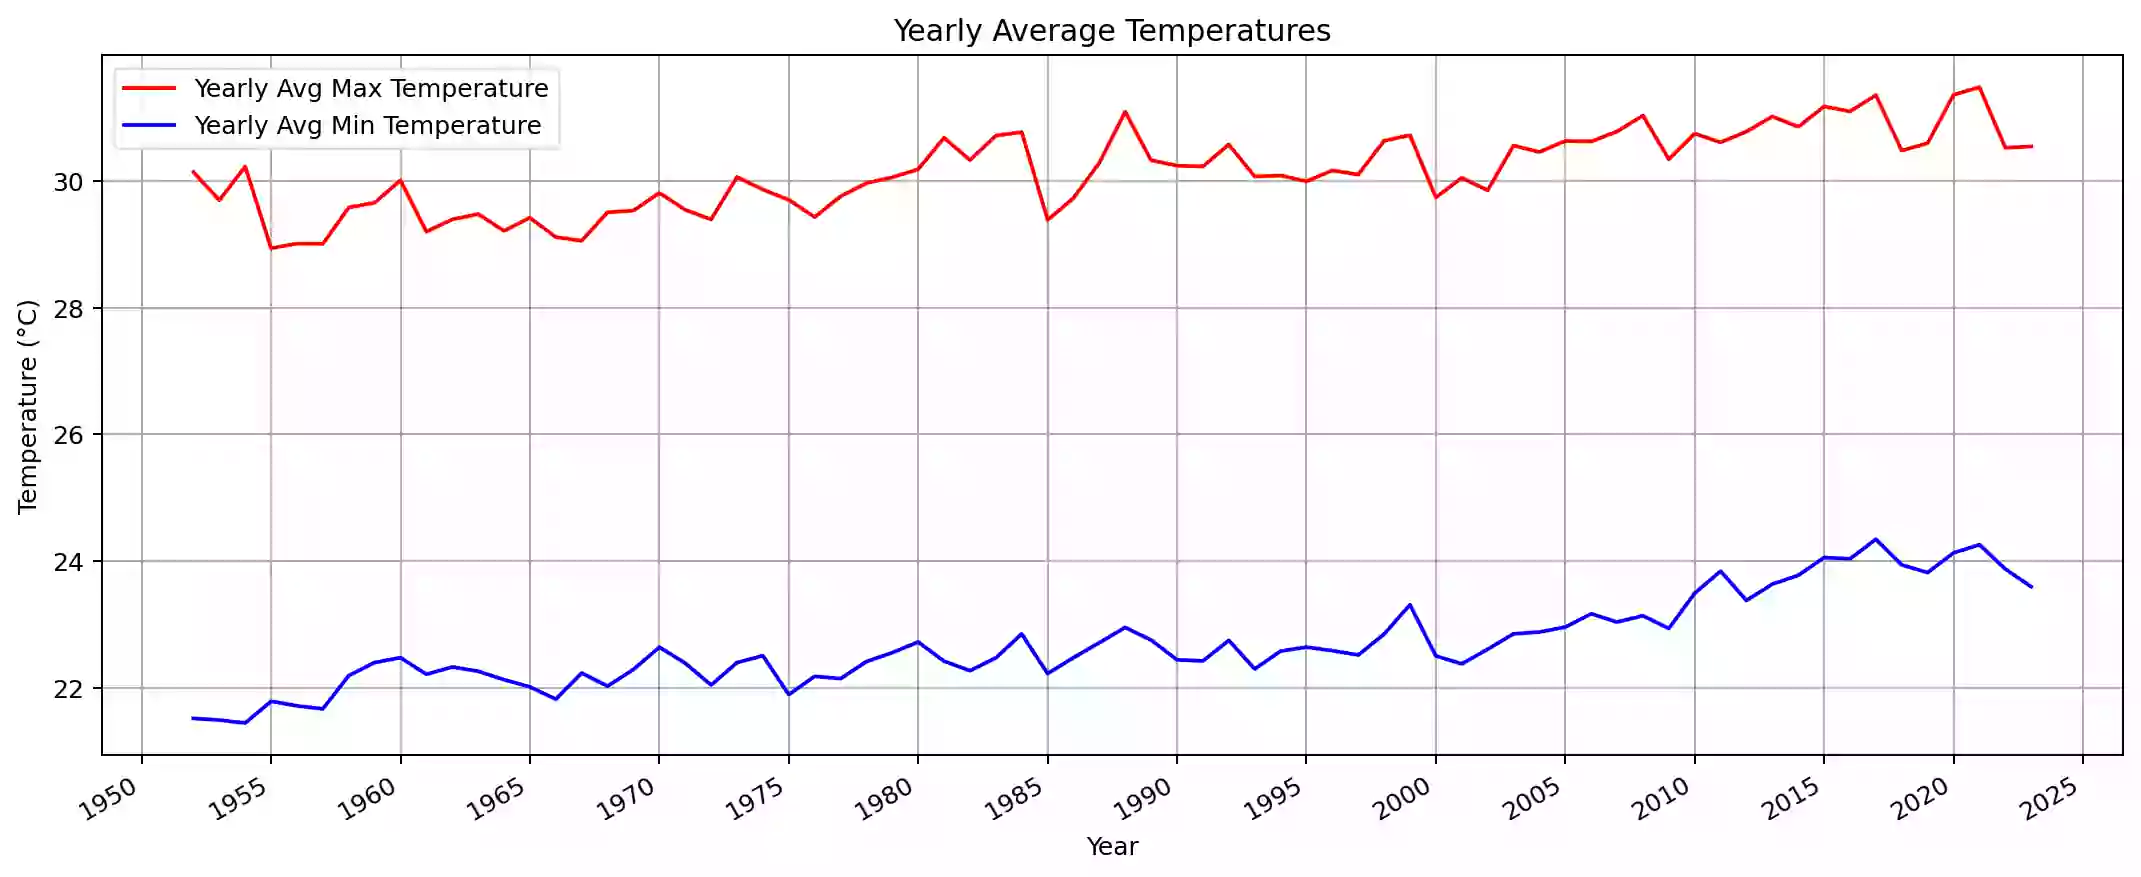 Yearly Average Temperatures
Yearly Avg Max Temperature
Yearly Avg Min Temperature
Temperature (°C)
30
28
26
24
22
1950 1955 1960 1965 1970 1975 1980 1985 1990 1995 2000 2005 2010 2015 2020 2025
Year